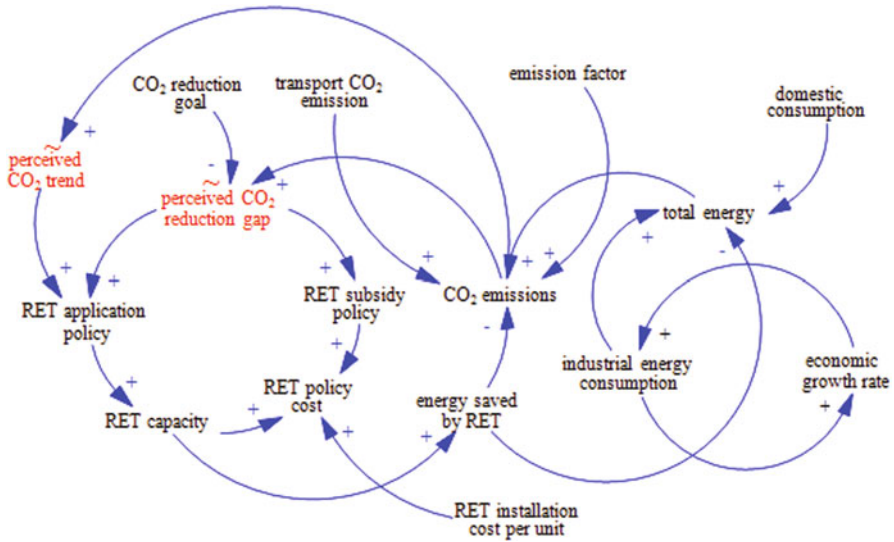 CO₂ reduction
goal
transport CO₂
emission
emission factor
domestic
consumption
+
~
perceived
CO₂ trend
-
~
perceived CO₂
reduction gap
+
+
total energy
+
-
+
+
RET application
policy
+
RET subsidy
policy
+
CO₂ emissions
+
+
-
+
industrial energy
consumption
economic
growth rate
+
+
RET policy
cost
+
+
RET capacity
+
energy saved
by RET
+
+
RET installation
cost per unit